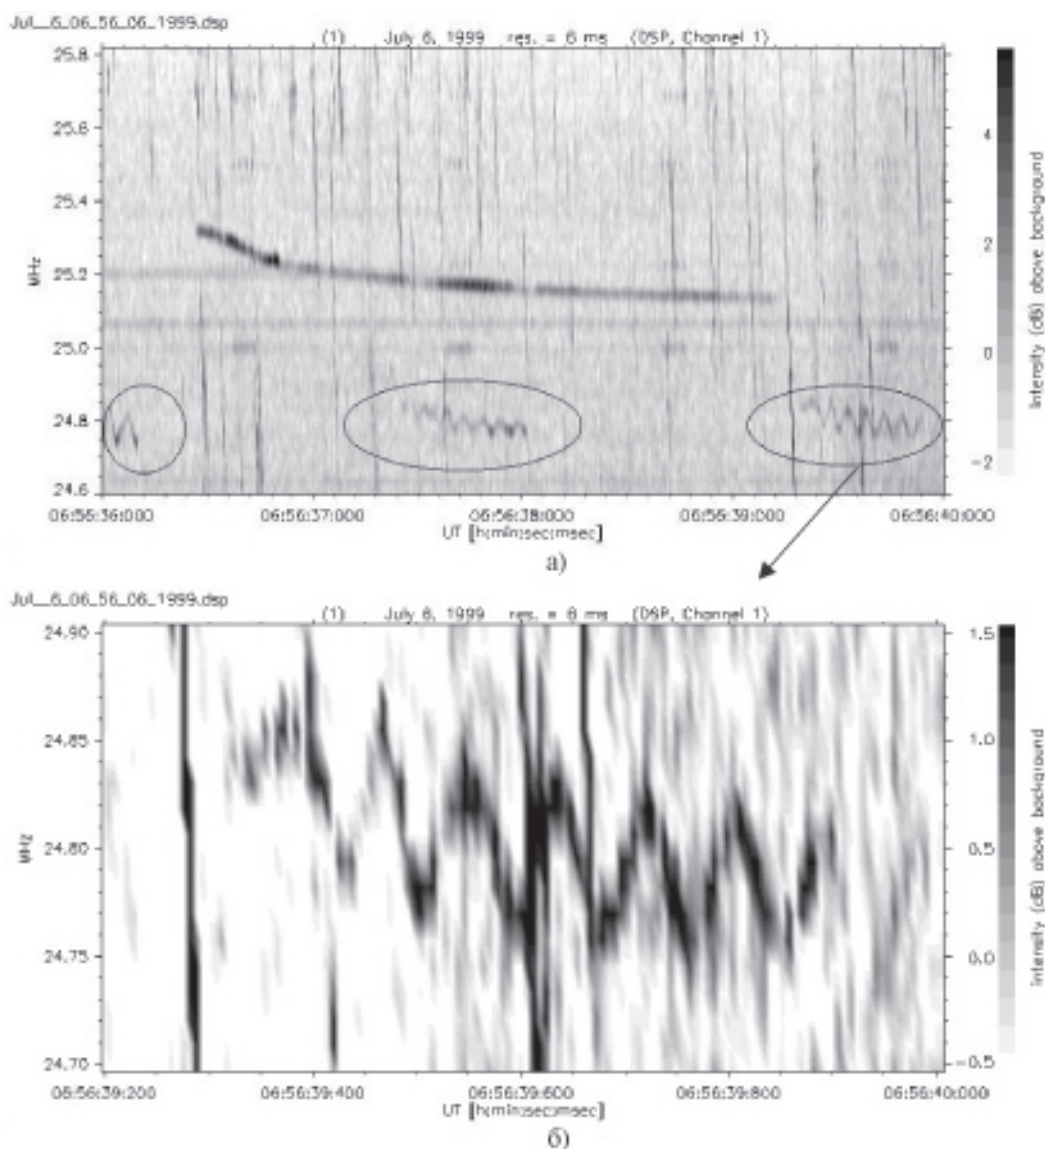 Jul__6_06_56_06_1999.dsp
(1) July 6, 1999 res. = 6 ms (DSP, Channel 1)
25.8
25.6
25.4
25.2
25.0
24.8
24.6
MHz
4
2
0
-2
Intensity (dB) above background
06:56:36:000 06:56:37:000 06:56:38:000 06:56:39:000 06:56:40:000
UT [h:min:sec:msec]
а)
Jul__6_06_56_06_1999.dsp
(1) July 6, 1999 res. = 6 ms (DSP, Channel 1)
24.90
24.85
24.80
24.75
24.70
MHz
1.5
1.0
0.5
0.0
-0.5
Intensity (dB) above background
06:56:39:200 06:56:39:400 06:56:39:600 06:56:39:800 06:56:40:000
UT [h:min:sec:msec]
б)